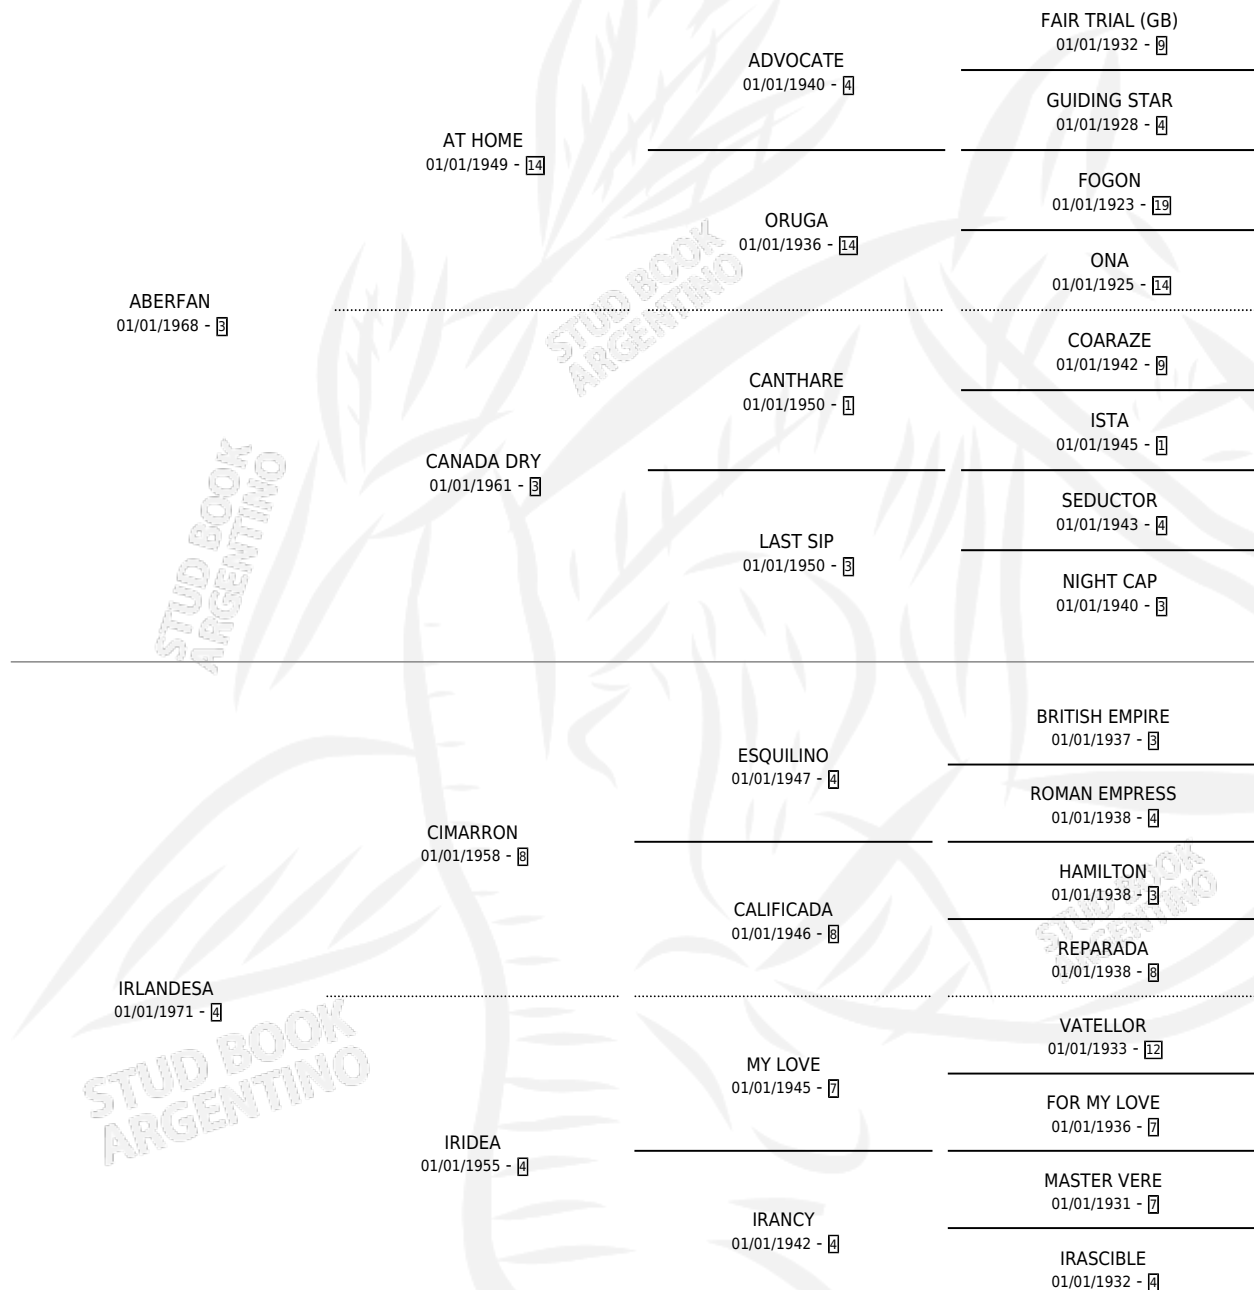 FAIR TRIAL (GB)
01/01/1932 - 9
ADVOCATE
01/01/1940 - 4
GUIDING STAR
01/01/1928 - 4
AT HOME
01/01/1949 - 14
FOGON
01/01/1923 - 19
ORUGA
01/01/1936 - 14
ONA
01/01/1925 - 14
ABERFAN
01/01/1968 - 3
COARAZE
01/01/1942 - 9
CANTHARE
01/01/1950 - 1
ISTA
01/01/1945 - 1
CANADA DRY
01/01/1961 - 3
SEDUCTOR
01/01/1943 - 4
LAST SIP
01/01/1950 - 3
NIGHT CAP
01/01/1940 - 3
STUD BOOK
ARGENTINO
STUD BOOK
ARGENTINO
BRITISH EMPIRE
01/01/1937 - 3
ESQUILINO
01/01/1947 - 4
ROMAN EMPRESS
01/01/1938 - 4
CIMARRON
01/01/1958 - 8
HAMILTON
01/01/1938 - 3
CALIFICADA
01/01/1946 - 8
REPARADA
01/01/1938 - 8
IRLANDESA
01/01/1971 - 4
VATELLOR
01/01/1933 - 12
MY LOVE
01/01/1945 - 7
FOR MY LOVE
01/01/1936 - 7
IRIDEA
01/01/1955 - 4
MASTER VERE
01/01/1931 - 7
IRANCY
01/01/1942 - 4
IRASCIBLE
01/01/1932 - 4
STUD BOOK
ARGENTINO
STUD BOOK
ARGENTINO